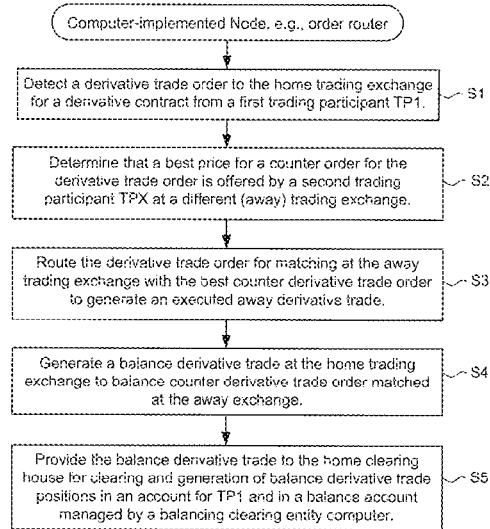 Computer-implemented Node, e.g., order router
Detect a derivative trade order to the home trading exchange
for a derivative contract from a first trading participant TP1.
S1
Determine that a best price for a counter order for the
derivative trade order is offered by a second trading
participant TPX at a different (away) trading exchange.
S2
Route the derivative trade order for matching at the away
trading exchange with the best counter derivative trade order
to generate an executed away derivative trade.
S3
Generate a balance derivative trade at the home trading
exchange to balance counter derivative trade order matched
at the away exchange.
S4
Provide the balance derivative trade to the home clearing
house for clearing and generation of balance derivative trade
positions in an account for TP1 and in a balance account
managed by a balancing clearing entity computer.
S5